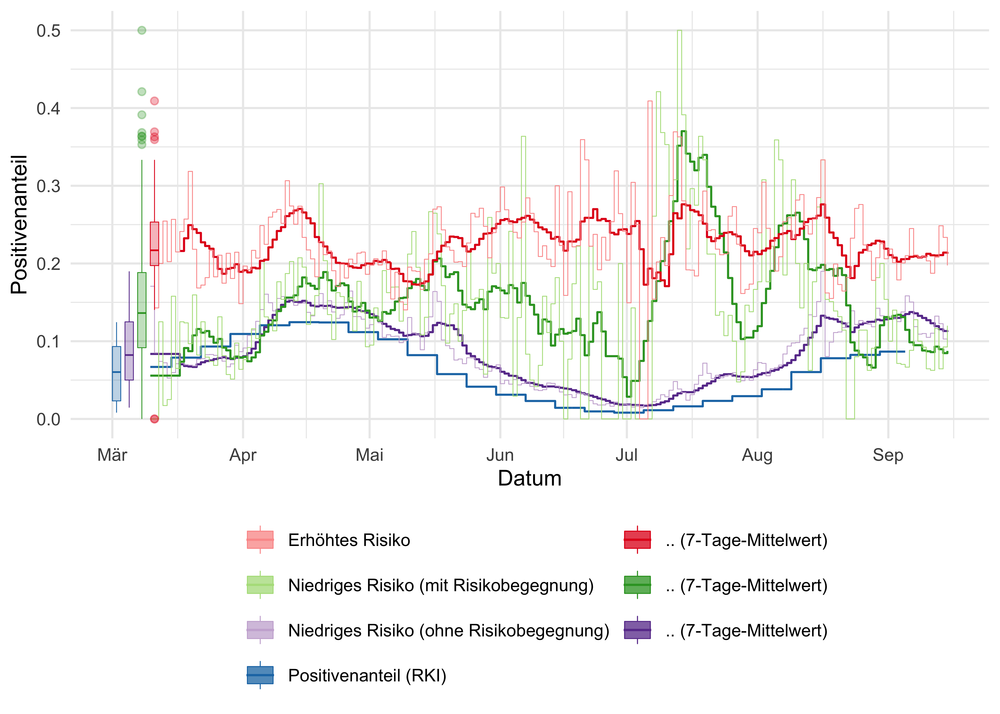 Positivenanteil
0.5
0.4
0.3
0.2
0.1
0.0
Mär Apr Mai Jun Jul Aug Sep
Datum
Erhöhtes Risiko .. (7-Tage-Mittelwert)
Niedriges Risiko (mit Risikobegegnung) .. (7-Tage-Mittelwert)
Niedriges Risiko (ohne Risikobegegnung) .. (7-Tage-Mittelwert)
Positivenanteil (RKI)